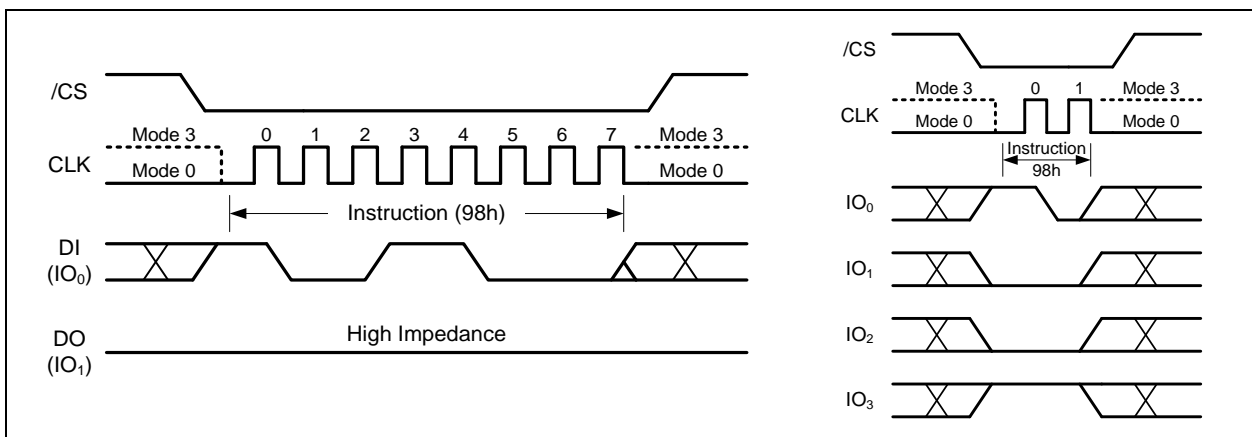 /CS
Mode 3 0 1 2 3 4 5 6 7 Mode 3
CLK Mode 0 Mode 0
Instruction (98h)
DI
(IO0)
DO High Impedance
(IO1)
/CS
Mode 3 0 1 Mode 3
CLK Mode 0 Mode 0
Instruction
98h
IO0
IO1
IO2
IO3